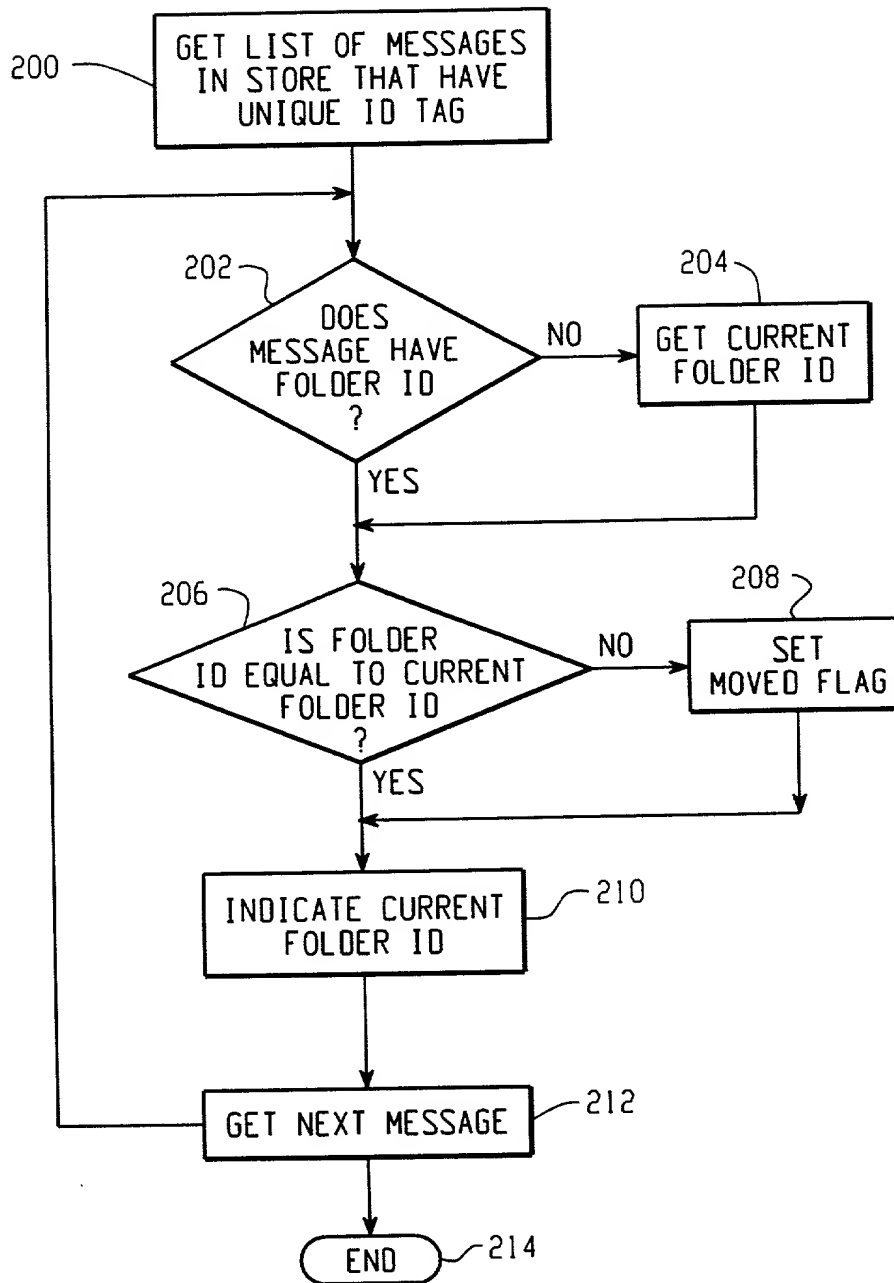 200
GET LIST OF MESSAGES
IN STORE THAT HAVE
UNIQUE ID TAG
202
DOES
MESSAGE HAVE
FOLDER ID
?
NO
204
GET CURRENT
FOLDER ID
YES
206
IS FOLDER
ID EQUAL TO CURRENT
FOLDER ID
?
NO
208
SET
MOVED FLAG
YES
INDICATE CURRENT
FOLDER ID
210
GET NEXT MESSAGE
212
END
214